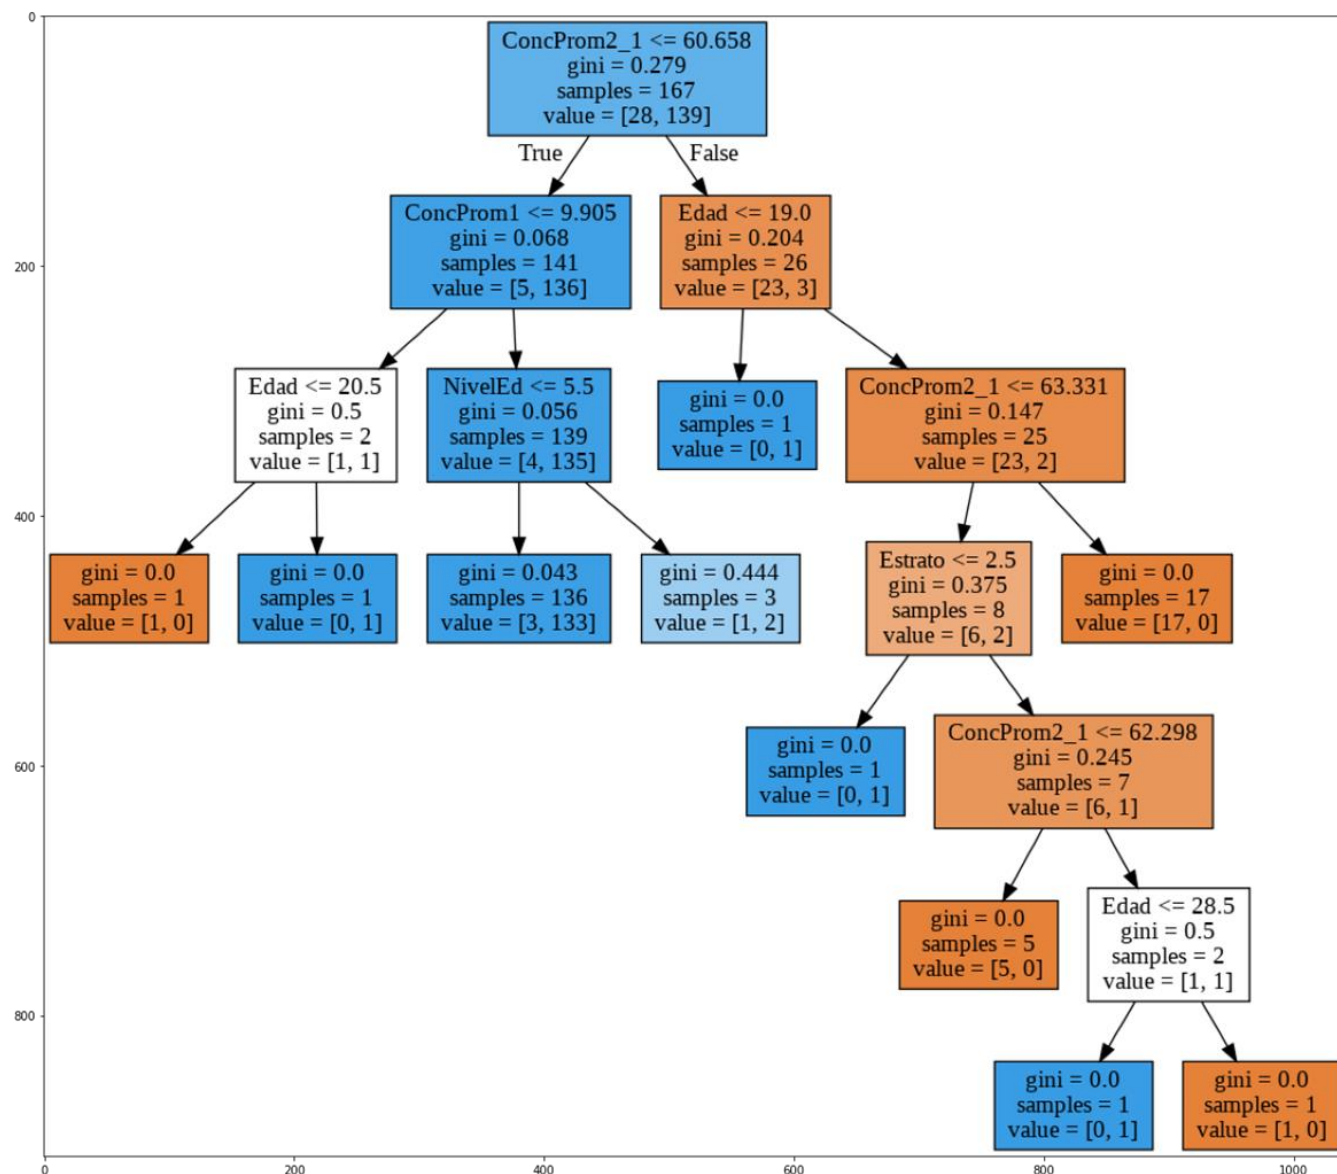 0
ConcProm2_1 <= 60.658
gini = 0.279
samples = 167
value = [28, 139]
True
False
ConcProm1 <= 9.905
gini = 0.068
samples = 141
value = [5, 136]
Edad <= 19.0
gini = 0.204
samples = 26
value = [23, 3]
200
Edad <= 20.5
gini = 0.5
samples = 2
value = [1, 1]
NivelEd <= 5.5
gini = 0.056
samples = 139
value = [4, 135]
gini = 0.0
samples = 1
value = [0, 1]
ConcProm2_1 <= 63.331
gini = 0.147
samples = 25
value = [23, 2]
400
gini = 0.0
samples = 1
value = [1, 0]
gini = 0.0
samples = 1
value = [0, 1]
gini = 0.043
samples = 136
value = [3, 133]
gini = 0.444
samples = 3
value = [1, 2]
Estrato <= 2.5
gini = 0.375
samples = 8
value = [6, 2]
gini = 0.0
samples = 17
value = [17, 0]
600
gini = 0.0
samples = 1
value = [0, 1]
ConcProm2_1 <= 62.298
gini = 0.245
samples = 7
value = [6, 1]
gini = 0.0
samples = 5
value = [5, 0]
Edad <= 28.5
gini = 0.5
samples = 2
value = [1, 1]
800
gini = 0.0
samples = 1
value = [0, 1]
gini = 0.0
samples = 1
value = [1, 0]
0 200 400 600 800 1000